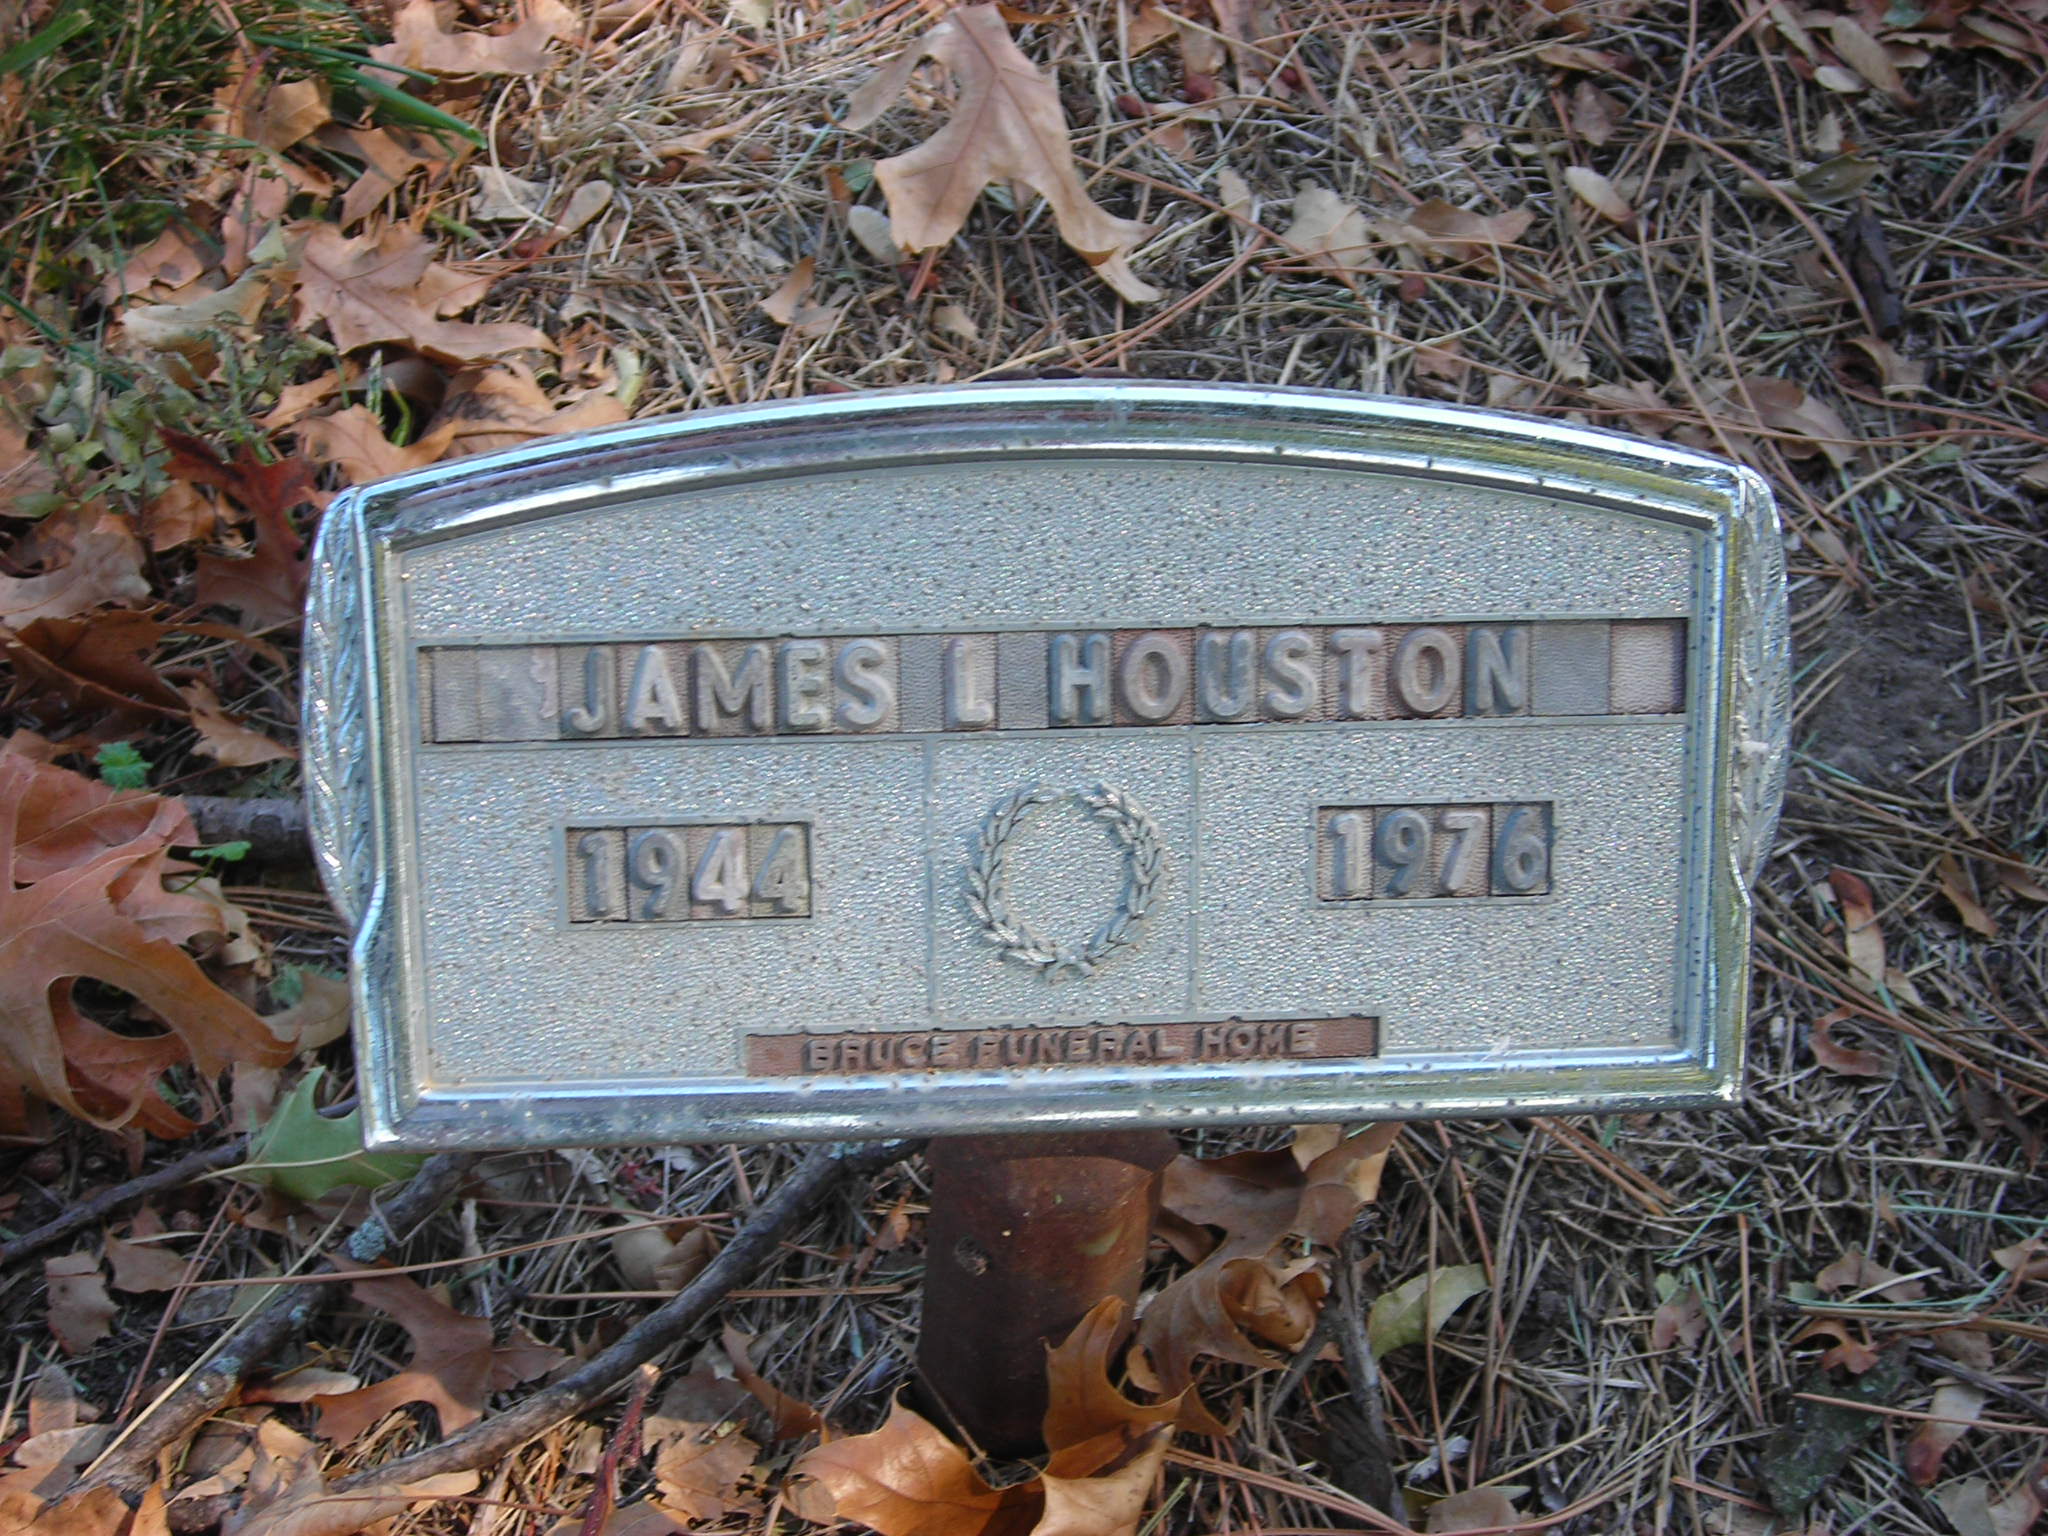 JAMES L HOUSTON
1944 1976
BRUCE FUNERAL HOME